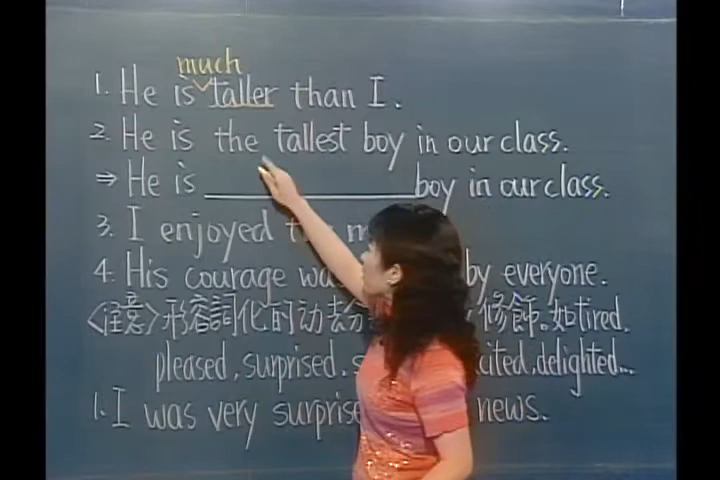 much
1. He is taller than I.
2. He is the tallest boy in our class.
⇒ He is ________ boy in our class.
3. I enjoyed
4. His courage by everyone.
〈注意〉形容詞化的动去分 修飾。如tired.
pleased, surprised. cited, delighted...
1. I was very surprise news.